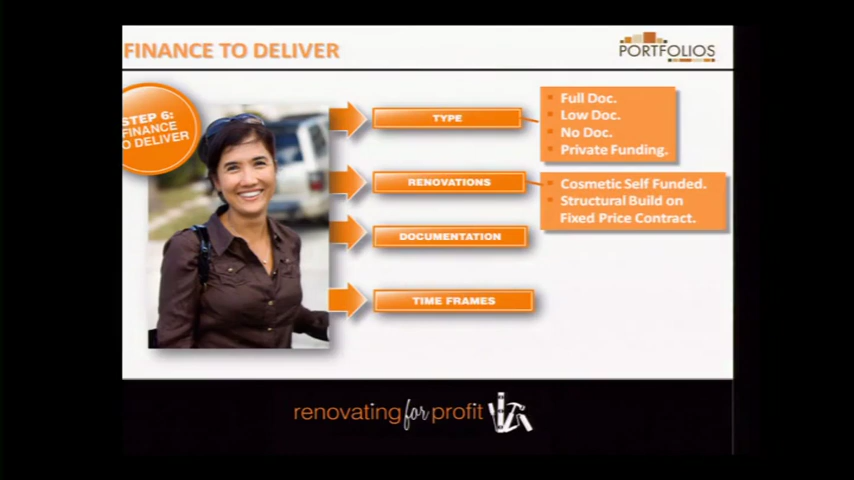 FINANCE TO DELIVER
PORTFOLIOS
STEP 6:
FINANCE
O DELIVER
TYPE
Full Doc.
Low Doc.
No Doc.
Private Funding.
RENOVATIONS
Cosmetic Self Funded.
Structural Build on
Fixed Price Contract.
DOCUMENTATION
TIME FRAMES
renovating for profit